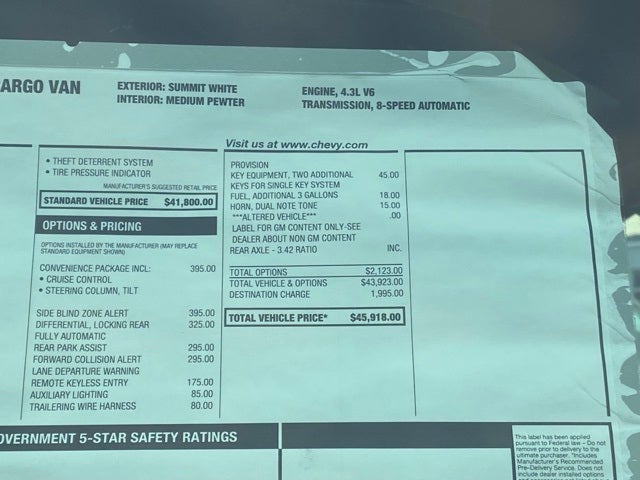 ARGO VAN
EXTERIOR: SUMMIT WHITE
INTERIOR: MEDIUM PEWTER
ENGINE, 4.3L V6
TRANSMISSION, 8-SPEED AUTOMATIC
Visit us at www.chevy.com
• THEFT DETERRENT SYSTEM
• TIRE PRESSURE INDICATOR
MANUFACTURER'S SUGGESTED RETAIL PRICE
STANDARD VEHICLE PRICE $41,800.00
OPTIONS & PRICING
OPTIONS INSTALLED BY THE MANUFACTURER (MAY REPLACE
STANDARD EQUIPMENT SHOWN)
CONVENIENCE PACKAGE INCL: 395.00
• CRUISE CONTROL
• STEERING COLUMN, TILT
SIDE BLIND ZONE ALERT 395.00
DIFFERENTIAL, LOCKING REAR 325.00
FULLY AUTOMATIC
REAR PARK ASSIST 295.00
FORWARD COLLISION ALERT 295.00
LANE DEPARTURE WARNING
REMOTE KEYLESS ENTRY 175.00
AUXILIARY LIGHTING 85.00
TRAILERING WIRE HARNESS 80.00
PROVISION
KEY EQUIPMENT, TWO ADDITIONAL 45.00
KEYS FOR SINGLE KEY SYSTEM
FUEL, ADDITIONAL 3 GALLONS 18.00
HORN, DUAL NOTE TONE 15.00
***ALTERED VEHICLE*** .00
LABEL FOR GM CONTENT ONLY-SEE
DEALER ABOUT NON GM CONTENT
REAR AXLE - 3.42 RATIO INC.
TOTAL OPTIONS $2,123.00
TOTAL VEHICLE & OPTIONS $43,923.00
DESTINATION CHARGE 1,995.00
TOTAL VEHICLE PRICE* $45,918.00
OVERNMENT 5-STAR SAFETY RATINGS
This label has been applied
pursuant to Federal law – Do not
remove prior to delivery to the
ultimate purchaser. *Includes
Manufacturer's Recommended
Pre-Delivery Service. Does not
include dealer installed options